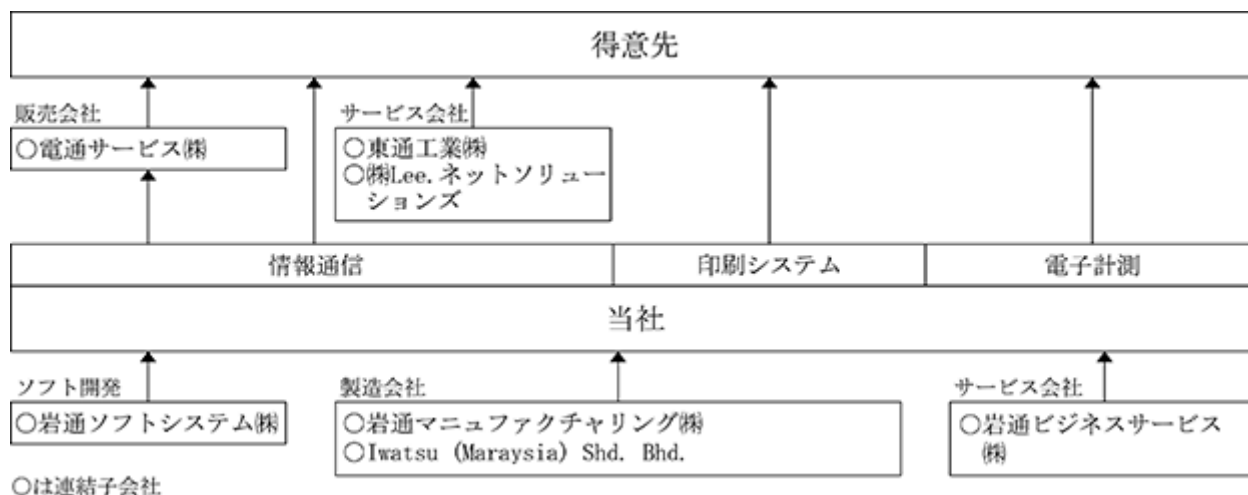 得意先
販売会社
○電通サービス㈱
サービス会社
○東通工業㈱
○㈱Lee.ネットソリュー
ションズ
情報通信
印刷システム
電子計測
当社
ソフト開発
○岩通ソフトシステム㈱
製造会社
○岩通マニュファクチャリング㈱
○Iwatsu (Maraysia) Shd. Bhd.
サービス会社
○岩通ビジネスサービス
㈱
○は連結子会社